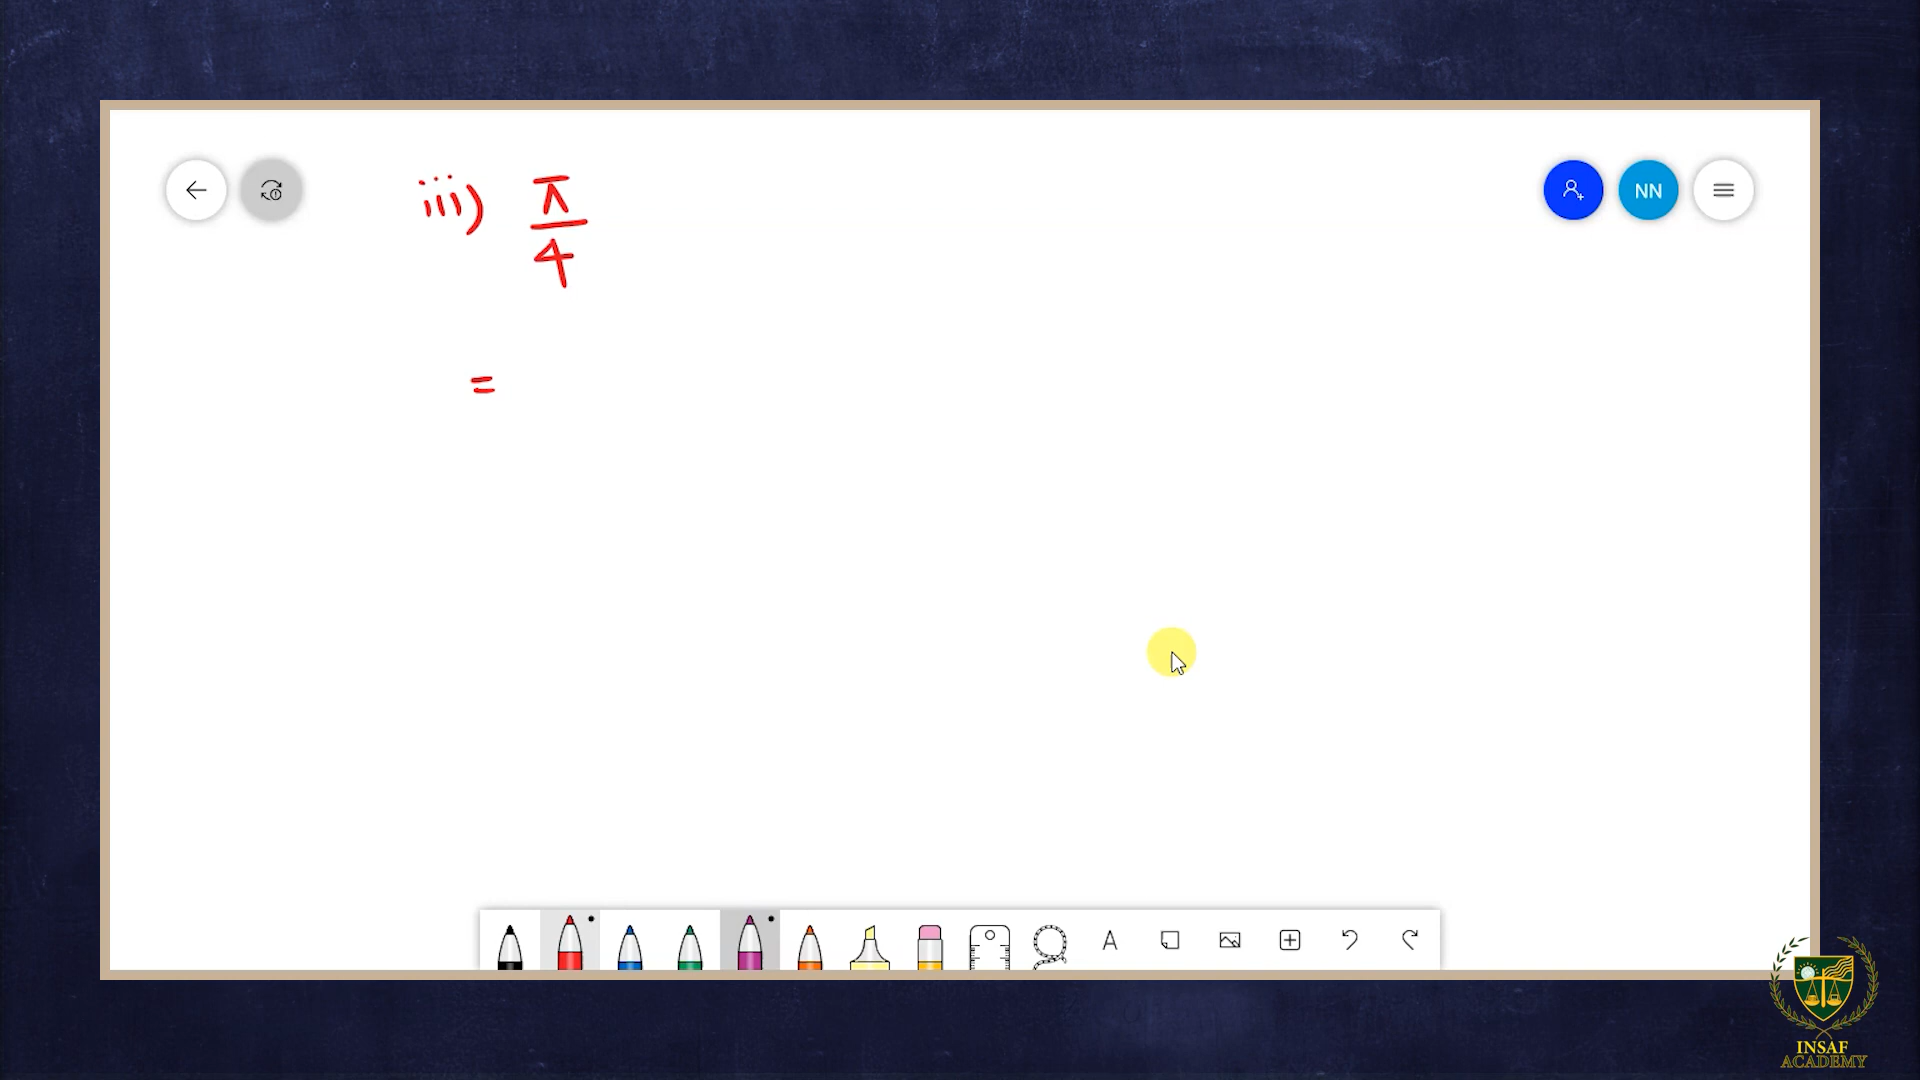 iii) π/4
NN
=
A
INSAF
ACADEMY